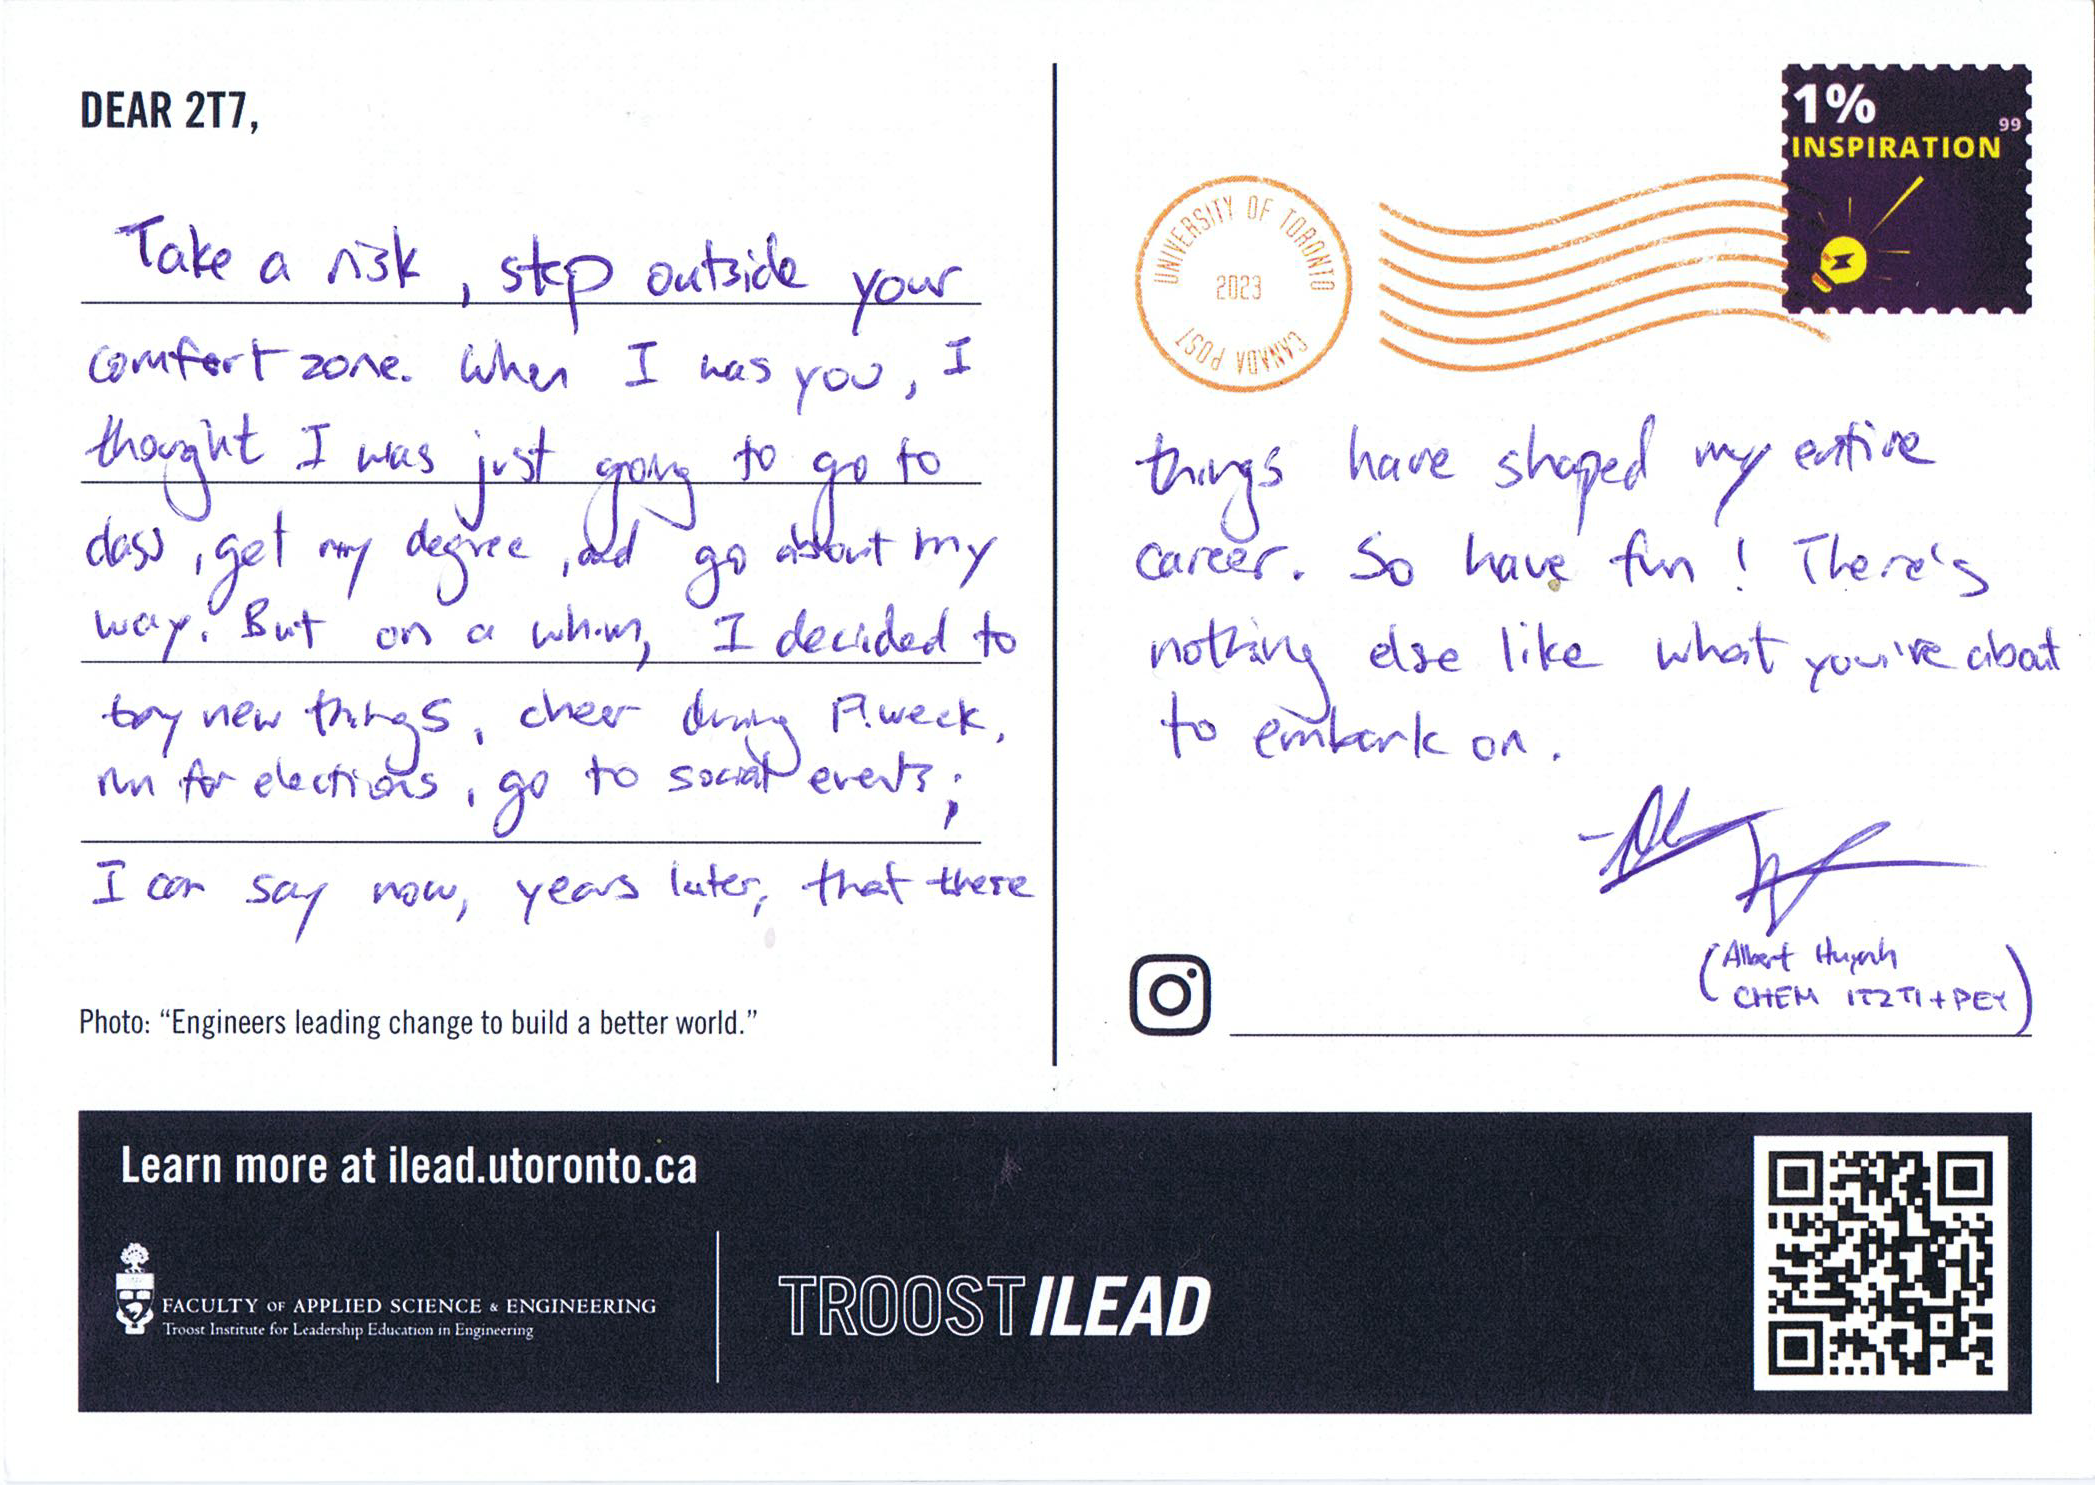 DEAR 2T7,
Take a risk, step outside your
comfort zone. When I was you, I
thought I was just going to go to
class, get my degree, and go about my
way. But on a whim, I decided to
try new things, cheer during F!week,
run for elections, go to social events;
I can say now, years later, that there
Photo: “Engineers leading change to build a better world.”
1%
99
INSPIRATION
UNIVERSITY OF TORONTO
2023
CANADA POST
things have shaped my entire
career. So have fun! There's
nothing else like what you're about
to embark on.
(Albert Huynh
CHEM 1T2T1+PEY)
Learn more at ilead.utoronto.ca
FACULTY OF APPLIED SCIENCE & ENGINEERING
Troost Institute for Leadership Education in Engineering
TROOST ILEAD